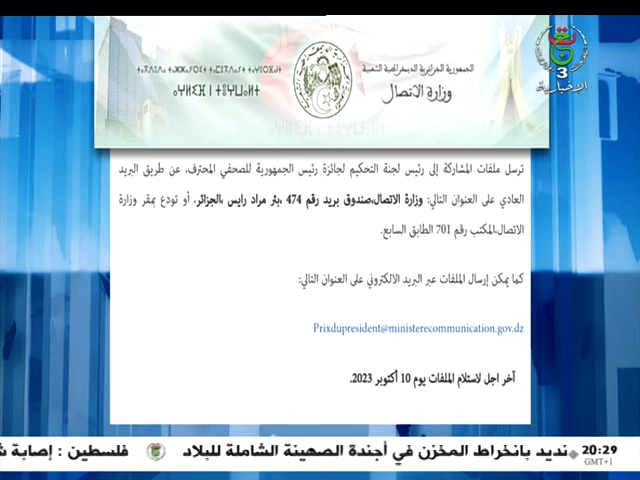 الجمهورية الجزائرية الديمقراطية الشعبية
وزارة الاتصال
3
الإخبارية
ترسل ملفات المشاركة إلى رئيس لجنة التحكيم لجائزة رئيس الجمهورية للصحفي المحترف، عن طريق البريد
العادي على العنوان التالي: وزارة الاتصال،صندوق بريد رقم 474 ،بئر مراد رايس ،الجزائر. أو تودع بمقر وزارة
الاتصال،المكتب رقم 701 الطابق السابع.
كما يمكن إرسال الملفات عبر البريد الالكتروني على العنوان التالي:
Prixdupresident@ministerecommunication.gov.dz
آخر اجل لاستلام الملفات يوم 10 أكتوبر 2023.
20:29
GMT+1
نديد بانخراط المخزن في أجندة الصهينة الشاملة للبلاد
فلسطين : إصابة